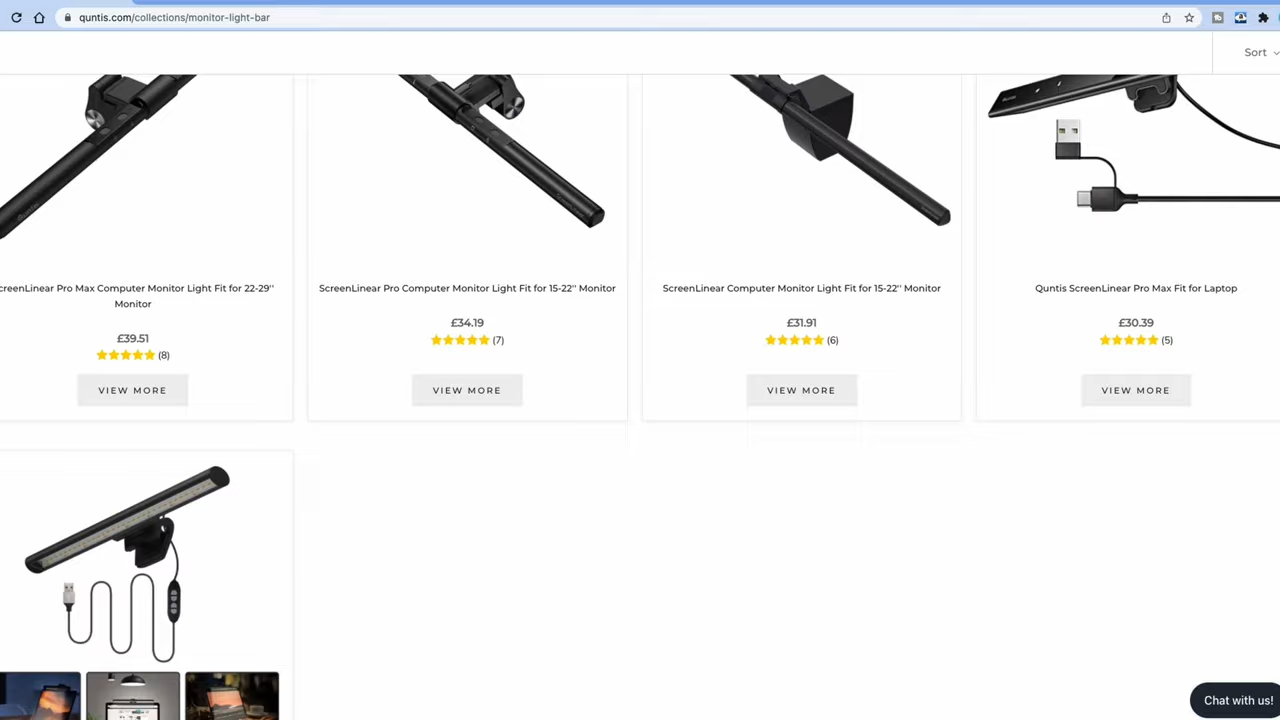 quntis.com/collections/monitor-light-bar
Sort
creenLinear Pro Max Computer Monitor Light Fit for 22-29'' Monitor
£39.51
(8)
VIEW MORE
ScreenLinear Pro Computer Monitor Light Fit for 15-22'' Monitor
£34.19
(7)
VIEW MORE
ScreenLinear Computer Monitor Light Fit for 15-22'' Monitor
£31.91
(6)
VIEW MORE
Quntis ScreenLinear Pro Max Fit for Laptop
£30.39
(5)
VIEW MORE
Chat with us!